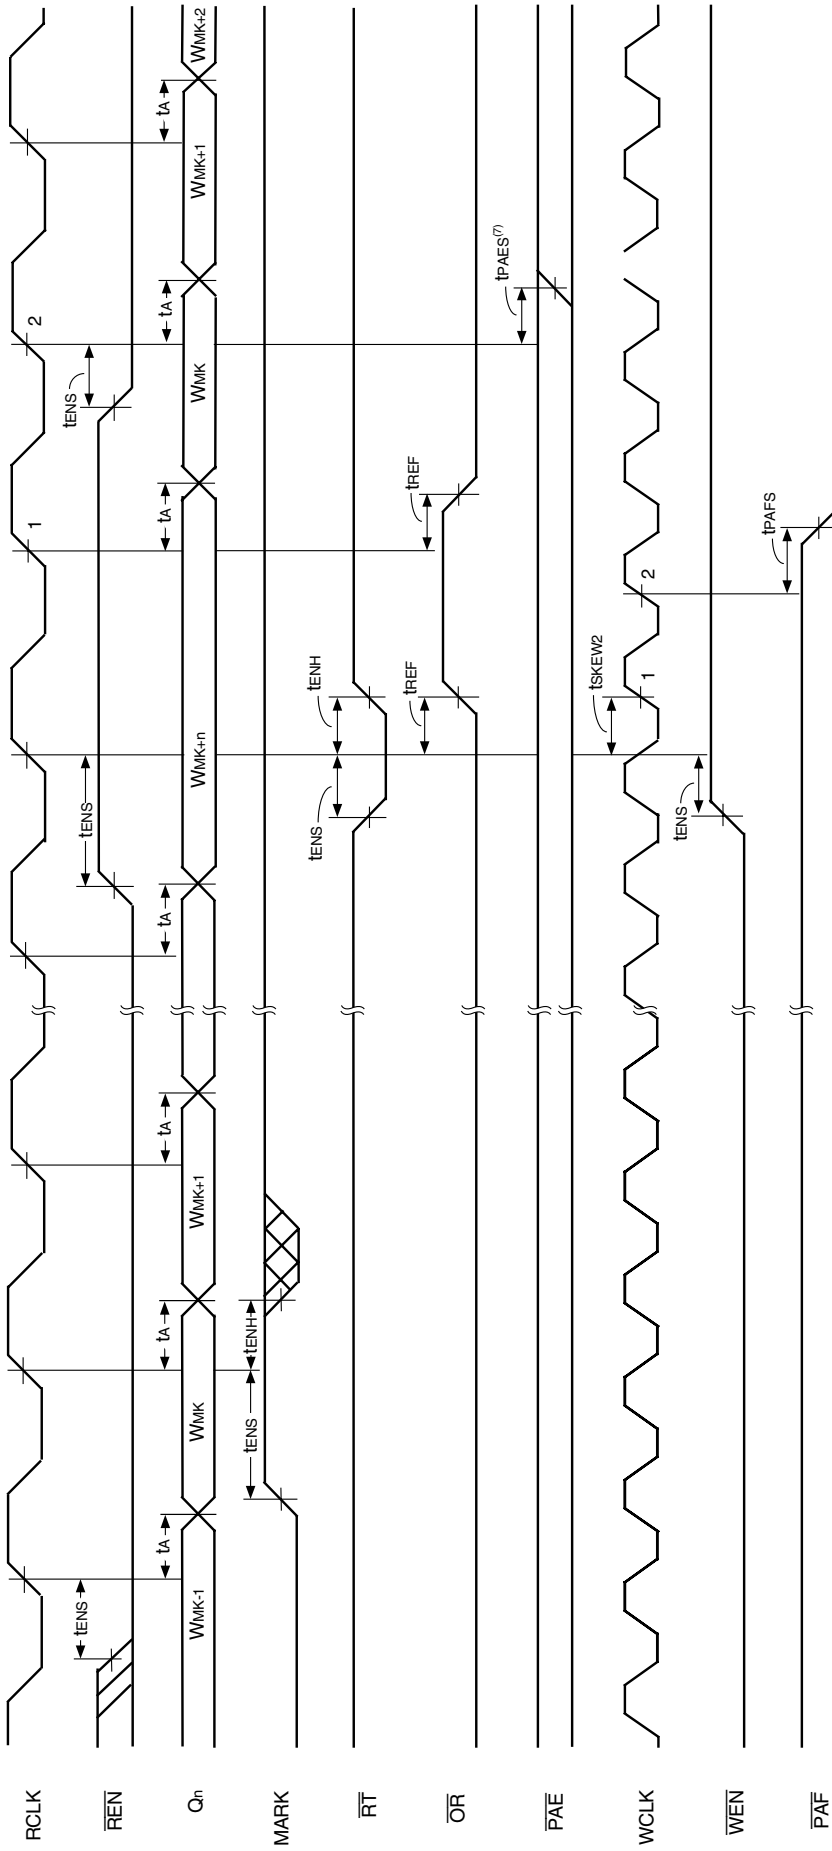 RCLK
tENS
1
tENS
2
REN
tENS
Qn
WMK-1
tA
WMK
tA
WMK+1
tA
tA
WMK+n
tA
WMK
tA
WMK+1
tA
WMK+2
MARK
tENS
tENH
RT
tENS
tENH
OR
tREF
tREF
PAE
tPAES(7)
WCLK
tSKEW2
1
2
WEN
tENS
PAF
tPAFS
tENS